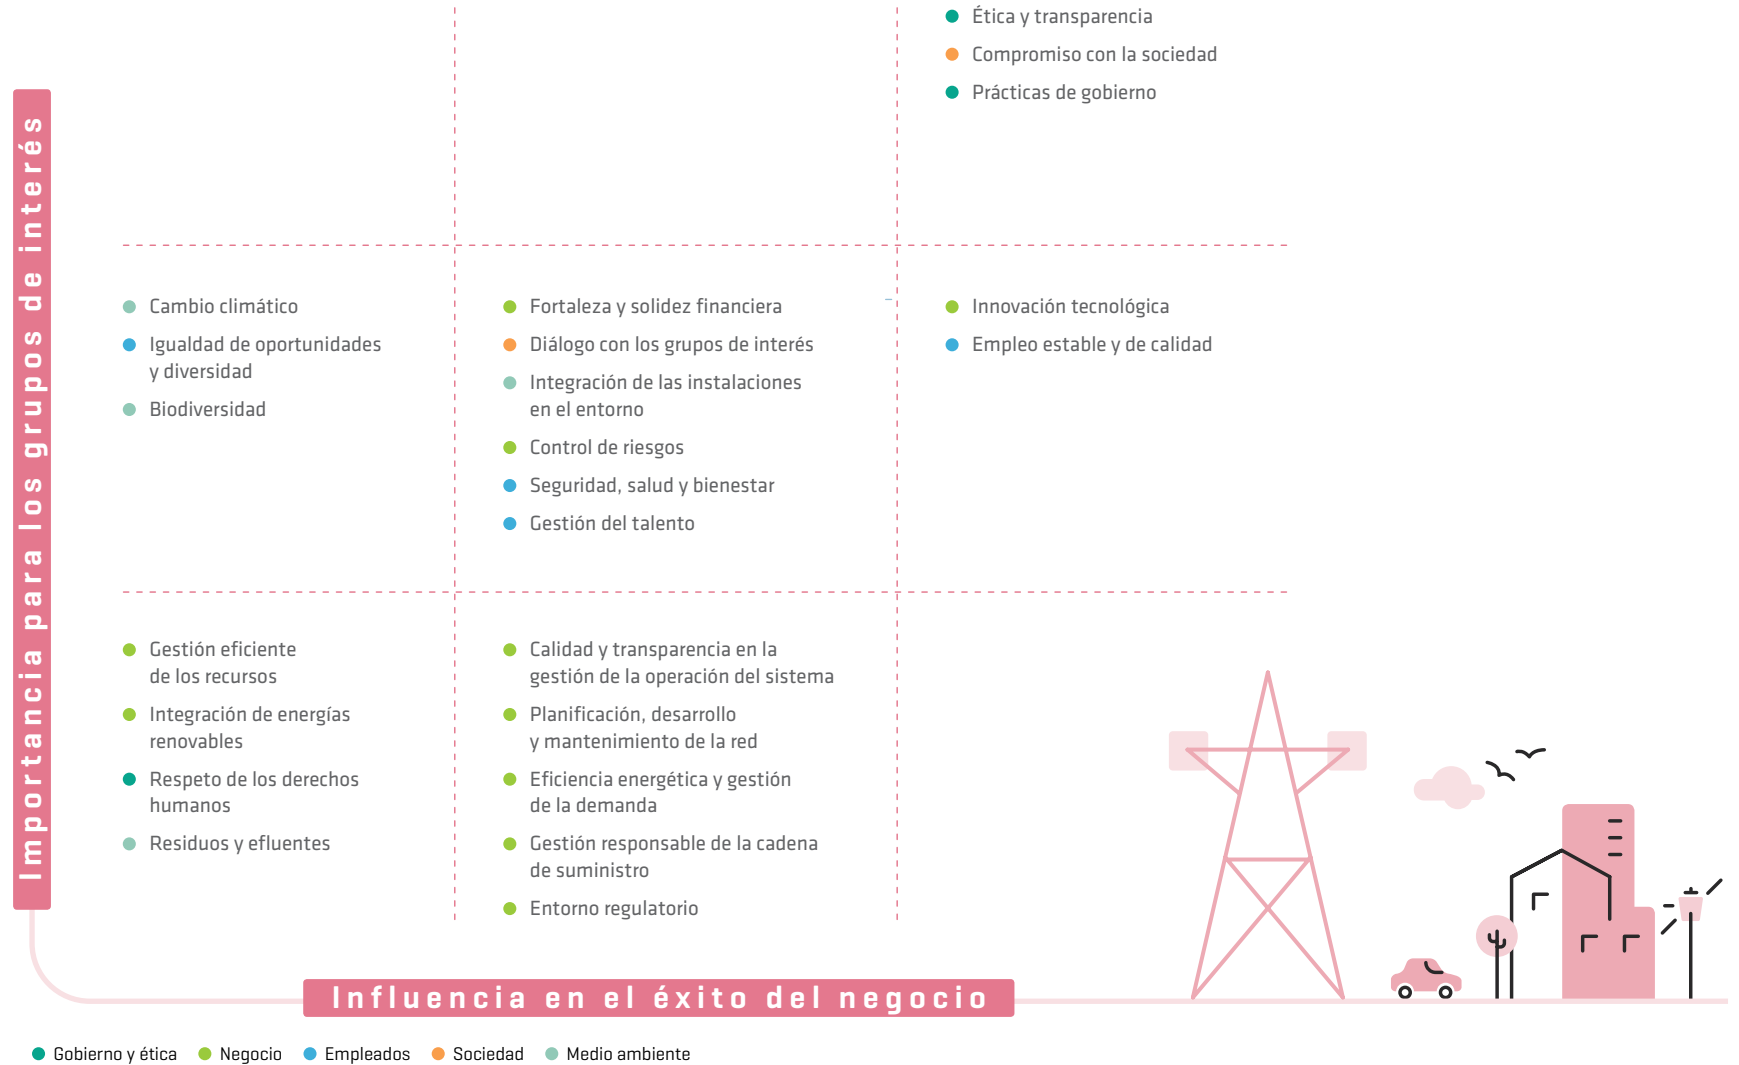 Ética y transparencia
Compromiso con la sociedad
Prácticas de gobierno
Importancia para los grupos de interés
Cambio climático
Igualdad de oportunidades
y diversidad
Biodiversidad
Fortaleza y solidez financiera
Diálogo con los grupos de interés
Integración de las instalaciones
en el entorno
Control de riesgos
Seguridad, salud y bienestar
Gestión del talento
Innovación tecnológica
Empleo estable y de calidad
Gestión eficiente
de los recursos
Integración de energías
renovables
Respeto de los derechos
humanos
Residuos y efluentes
Calidad y transparencia en la
gestión de la operación del sistema
Planificación, desarrollo
y mantenimiento de la red
Eficiencia energética y gestión
de la demanda
Gestión responsable de la cadena
de suministro
Entorno regulatorio
Influencia en el éxito del negocio
Gobierno y ética
Negocio
Empleados
Sociedad
Medio ambiente